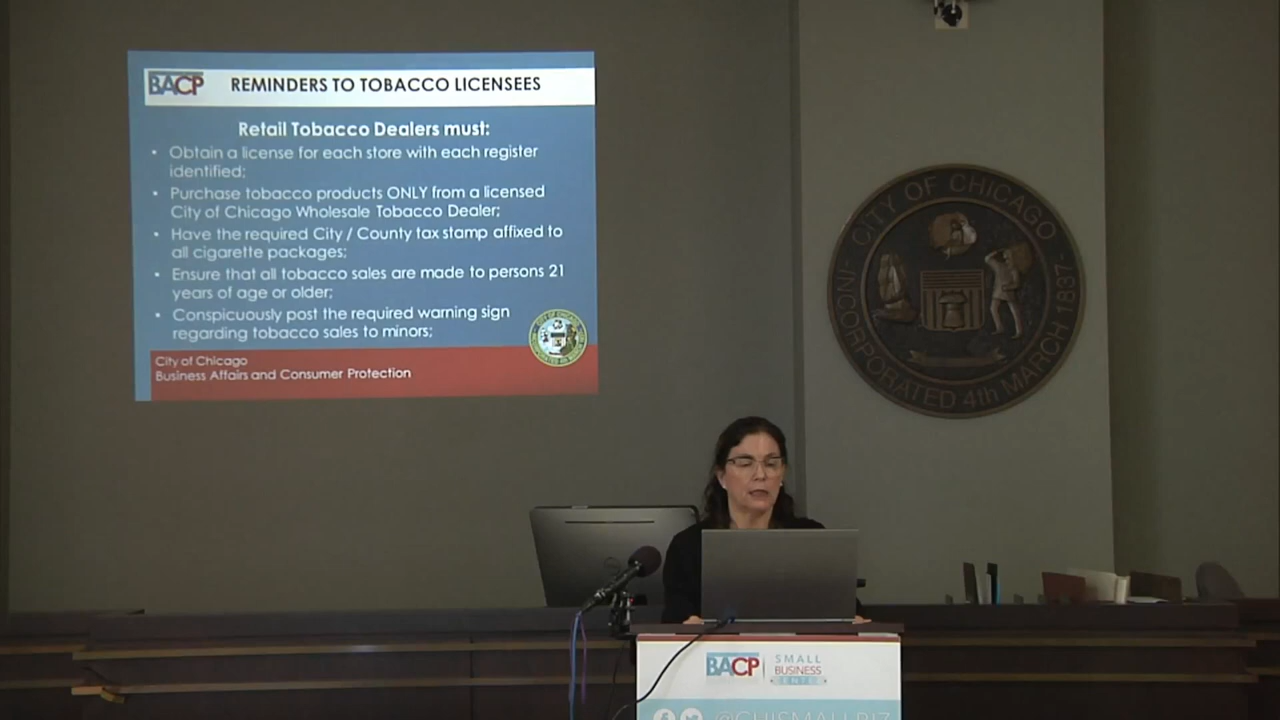 BACP
REMINDERS TO TOBACCO LICENSEES
Retail Tobacco Dealers must:
• Obtain a license for each store with each register
identified;
• Purchase tobacco products ONLY from a licensed
City of Chicago Wholesale Tobacco Dealer;
• Have the required City / County tax stamp affixed to
all cigarette packages;
• Ensure that all tobacco sales are made to persons 21
years of age or older;
• Conspicuously post the required warning sign
regarding tobacco sales to minors;
City of Chicago
Business Affairs and Consumer Protection
CITY OF CHICAGO
INCORPORATED 4th MARCH 1837
BACP
SMALL
BUSINESS
CENTER
@CHISMALLBIZ